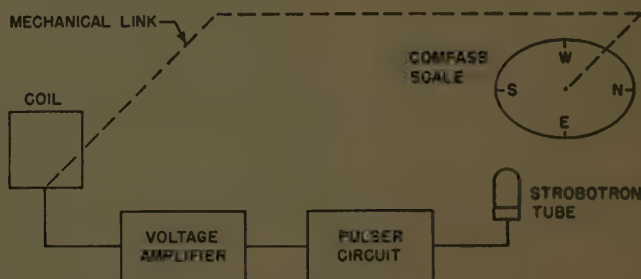 MECHANICAL LINK
COMPASS
SCALE
W
S
N
E
COIL
STROBOTRON
TUBE
VOLTAGE
AMPLIFIER
PULSER
CIRCUIT